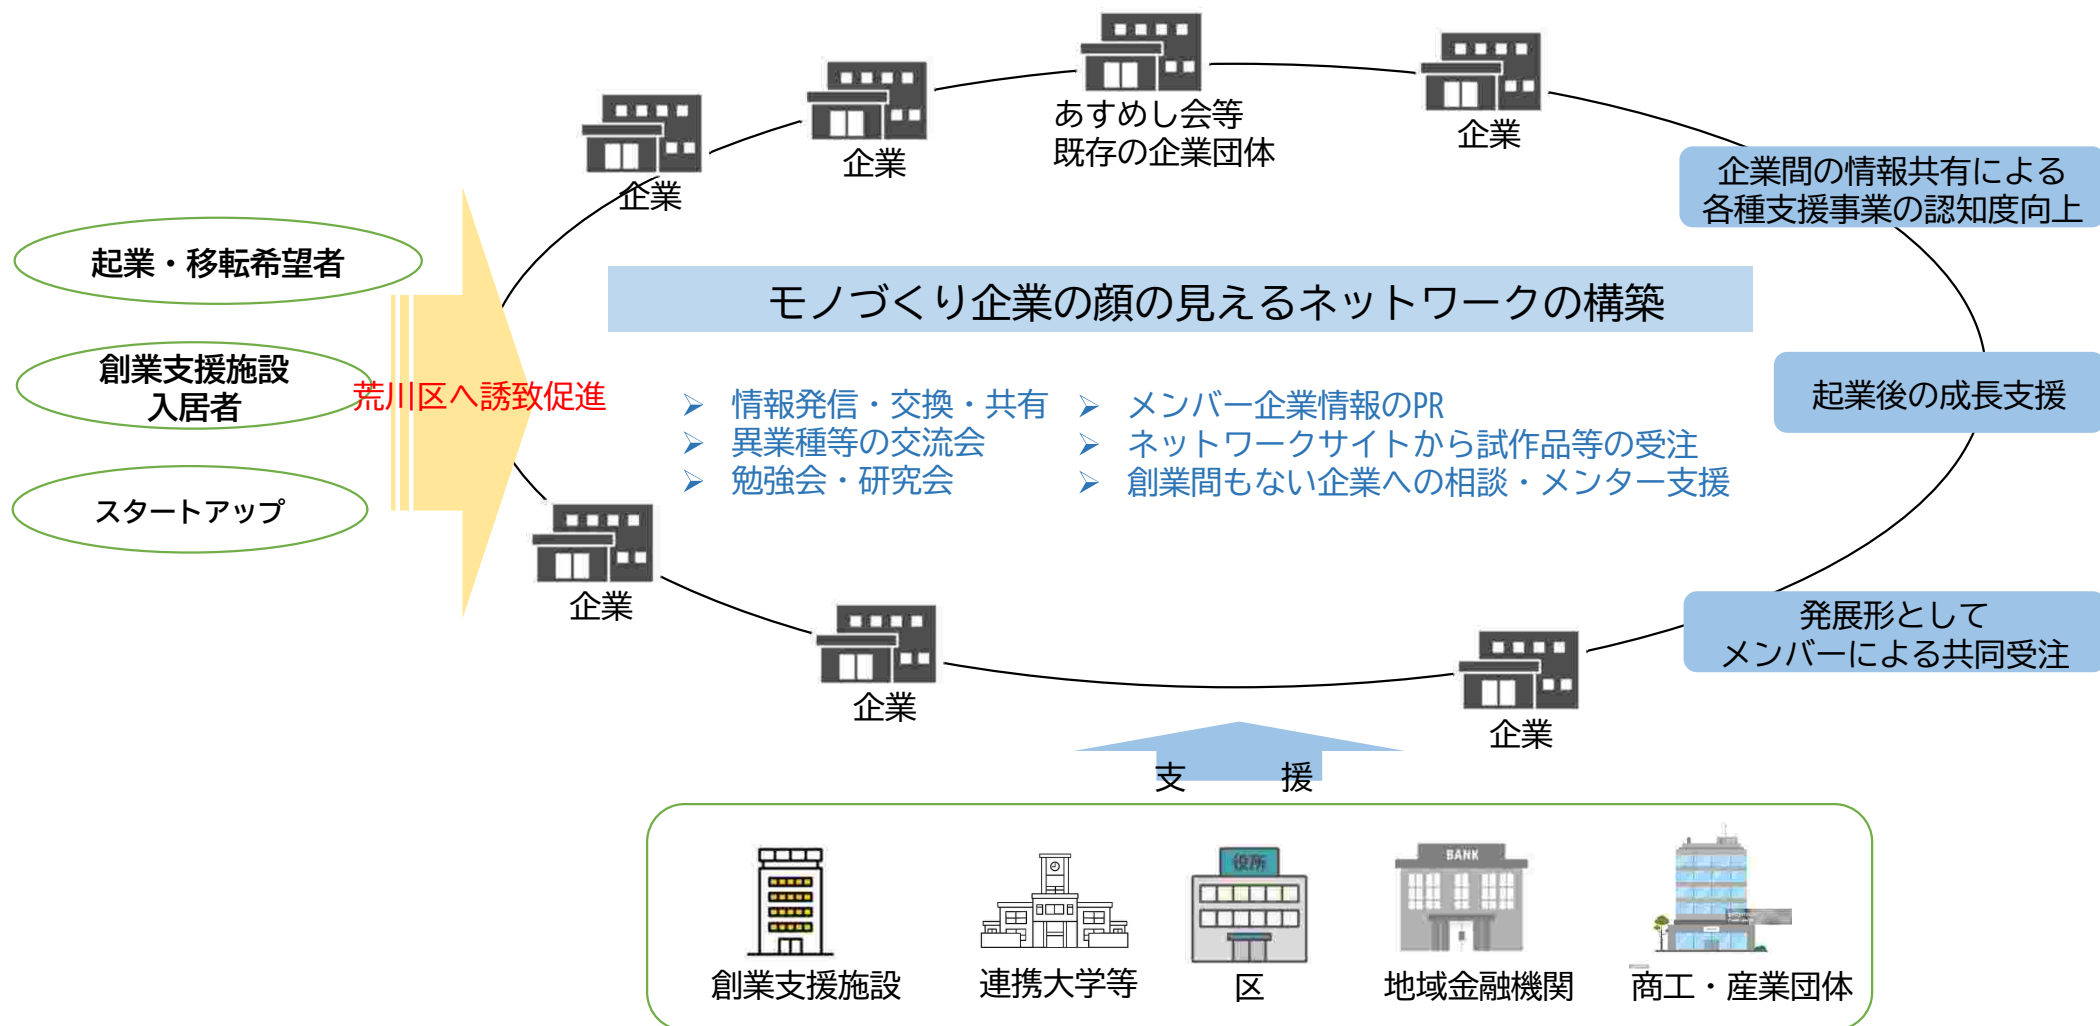 あすめし会等
既存の企業団体
企業
企業
企業
企業間の情報共有による
各種支援事業の認知度向上
起業・移転希望者
モノづくり企業の顔の見えるネットワークの構築
創業支援施設
入居者
荒川区へ誘致促進
起業後の成長支援
➢ 情報発信・交換・共有
➢ 異業種等の交流会
➢ 勉強会・研究会
➢ メンバー企業情報のPR
➢ ネットワークサイトから試作品等の受注
➢ 創業間もない企業への相談・メンター支援
スタートアップ
企業
発展形として
メンバーによる共同受注
企業
企業
支 援
役所
BANK
創業支援施設
連携大学等
区
地域金融機関
商工・産業団体